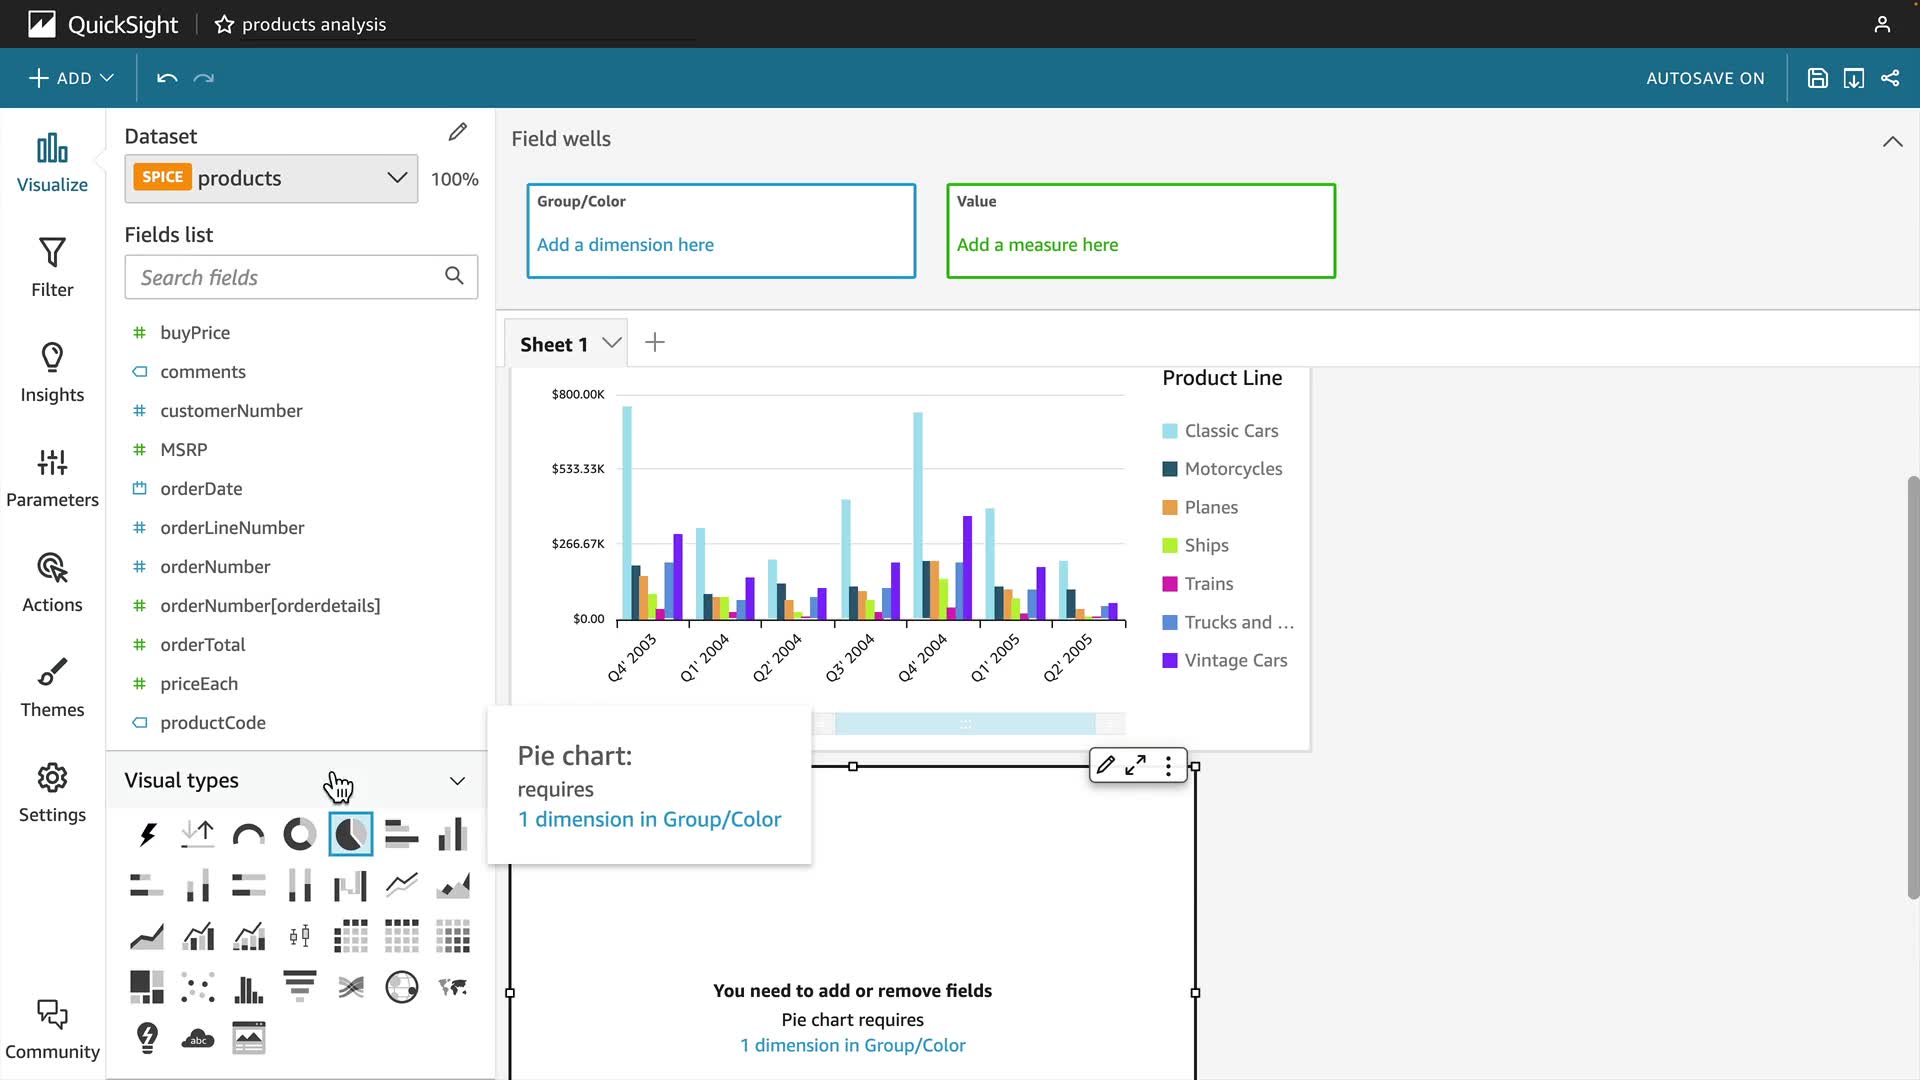 QuickSight
products analysis
ADD
AUTOSAVE ON
Visualize
Filter
Insights
Parameters
Actions
Themes
Settings
Community
Dataset
SPICE products
100%
Fields list
Search fields
buyPrice
comments
customerNumber
MSRP
orderDate
orderLineNumber
orderNumber
orderNumber[orderdetails]
orderTotal
priceEach
productCode
Visual types
abc
Field wells
Group/Color
Add a dimension here
Value
Add a measure here
Sheet 1
$800.00K
$533.33K
$266.67K
$0.00
Q4' 2003
Q1' 2004
Q2' 2004
Q3' 2004
Q4' 2004
Q1' 2005
Q2' 2005
Product Line
Classic Cars
Motorcycles
Planes
Ships
Trains
Trucks and ...
Vintage Cars
Pie chart:
requires
1 dimension in Group/Color
You need to add or remove fields
Pie chart requires
1 dimension in Group/Color